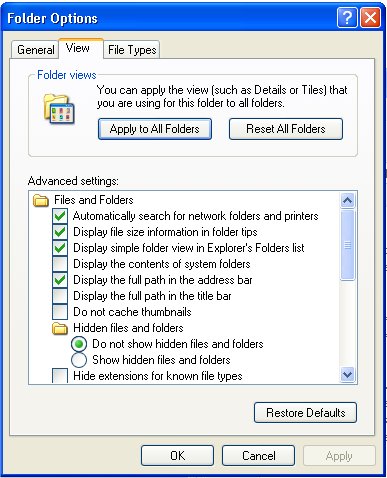 Folder Options
General
View
File Types
Folder views
You can apply the view (such as Details or Tiles) that
you are using for this folder to all folders.
Apply to All Folders
Reset All Folders
Advanced settings:
Files and Folders
Automatically search for network folders and printers
Display file size information in folder tips
Display simple folder view in Explorer's Folders list
Display the contents of system folders
Display the full path in the address bar
Display the full path in the title bar
Do not cache thumbnails
Hidden files and folders
Do not show hidden files and folders
Show hidden files and folders
Hide extensions for known file types
Restore Defaults
OK
Cancel
Apply